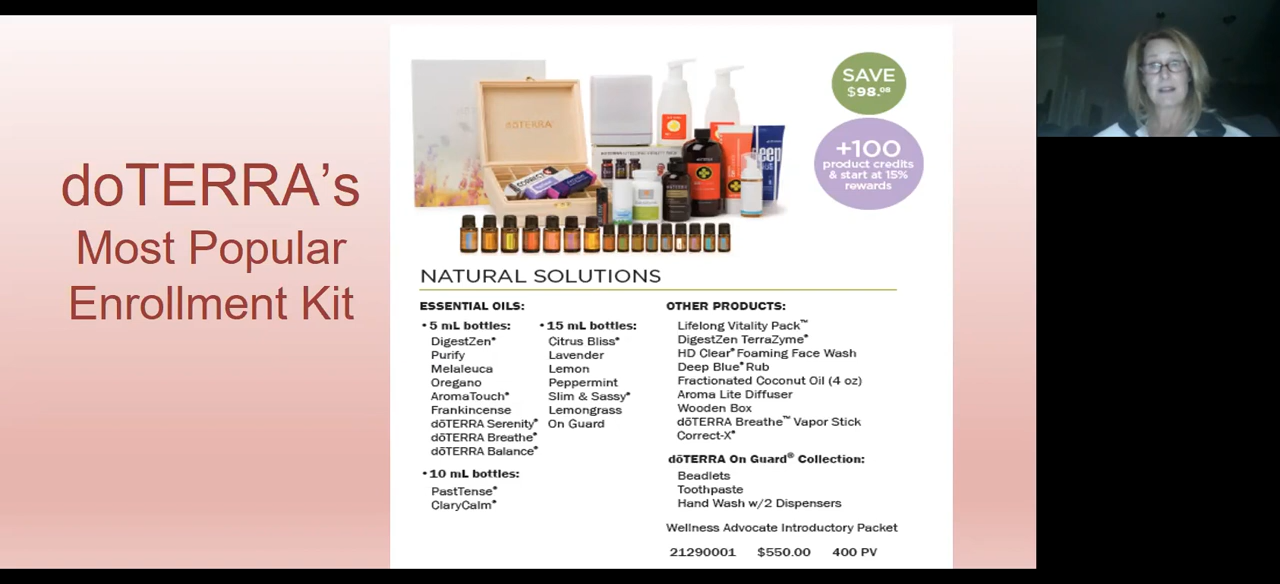 doTERRA's
Most Popular
Enrollment Kit
dōTERRA
SAVE
$98.08
+100
product credits
& start at 15%
rewards
NATURAL SOLUTIONS
ESSENTIAL OILS:
• 5 mL bottles:
DigestZen®
Purify
Melaleuca
Oregano
AromaTouch®
Frankincense
dōTERRA Serenity®
dōTERRA Breathe®
dōTERRA Balance®
• 10 mL bottles:
PastTense®
ClaryCalm®
• 15 mL bottles:
Citrus Bliss®
Lavender
Lemon
Peppermint
Slim & Sassy®
Lemongrass
On Guard
OTHER PRODUCTS:
Lifelong Vitality Pack™
DigestZen TerraZyme®
HD Clear® Foaming Face Wash
Deep Blue® Rub
Fractionated Coconut Oil (4 oz)
Aroma Lite Diffuser
Wooden Box
dōTERRA Breathe™ Vapor Stick
Correct-X®
dōTERRA On Guard® Collection:
Beadlets
Toothpaste
Hand Wash w/2 Dispensers
Wellness Advocate Introductory Packet
21290001 $550.00 400 PV